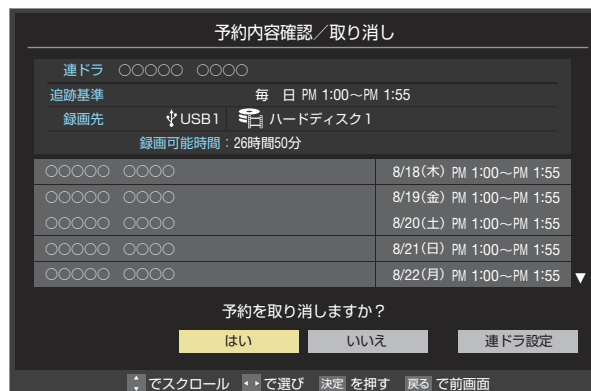 予約内容確認／取り消し
連ドラ ○○○○○ ○○○○
追跡基準 毎 日 PM 1:00～PM 1:55
録画先 USB1 ハードディスク1
録画可能時間：26時間50分
○○○○○ ○○○○ 8/18(木) PM 1:00～PM 1:55
○○○○○ ○○○○ 8/19(金) PM 1:00～PM 1:55
○○○○○ ○○○○ 8/20(土) PM 1:00～PM 1:55
○○○○○ ○○○○ 8/21(日) PM 1:00～PM 1:55
○○○○○ ○○○○ 8/22(月) PM 1:00～PM 1:55 ▼
予約を取り消しますか？
はい いいえ 連ドラ設定
でスクロール で選び 決定 を押す 戻る で前画面